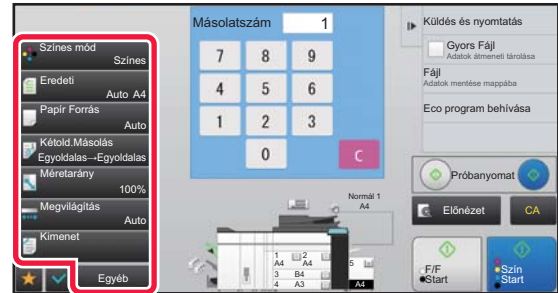 Színes mód
Színes
Eredeti
Auto A4
Papír Forrás
Auto
Kétold.Másolás
Egyoldalas→Egyoldalas
Méretarány
100%
Megvilágítás
Auto
Kimenet
Egyéb
Másolatszám 1
7 8 9
4 5 6
1 2 3
0 C
Normál 1
A4
1 A4
2 A4
3 B4
4 A3
5
A4
Küldés és nyomtatás
Gyors Fájl
Adatok átmeneti tárolása
Fájl
Adatok mentése mappába
Eco program behívása
Próbanyomat
Előnézet
CA
F/F
Start
Szín
Start